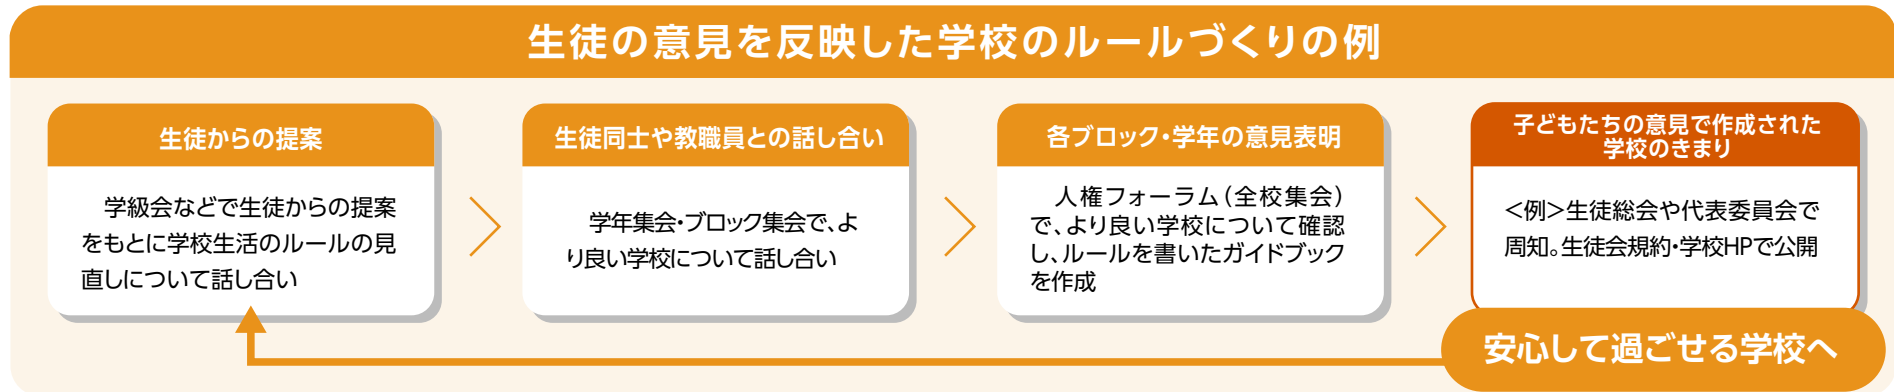 生徒の意見を反映した学校のルールづくりの例
生徒からの提案
学級会などで生徒からの提案
をもとに学校生活のルールの見
直しについて話し合い
生徒同士や教職員との話し合い
学年集会・ブロック集会で、よ
り良い学校について話し合い
各ブロック・学年の意見表明
人権フォーラム（全校集会）
で、より良い学校について確認
し、ルールを書いたガイドブック
を作成
子どもたちの意見で作成された
学校のきまり
<例>生徒総会や代表委員会で
周知。生徒会規約・学校HPで公開
安心して過ごせる学校へ